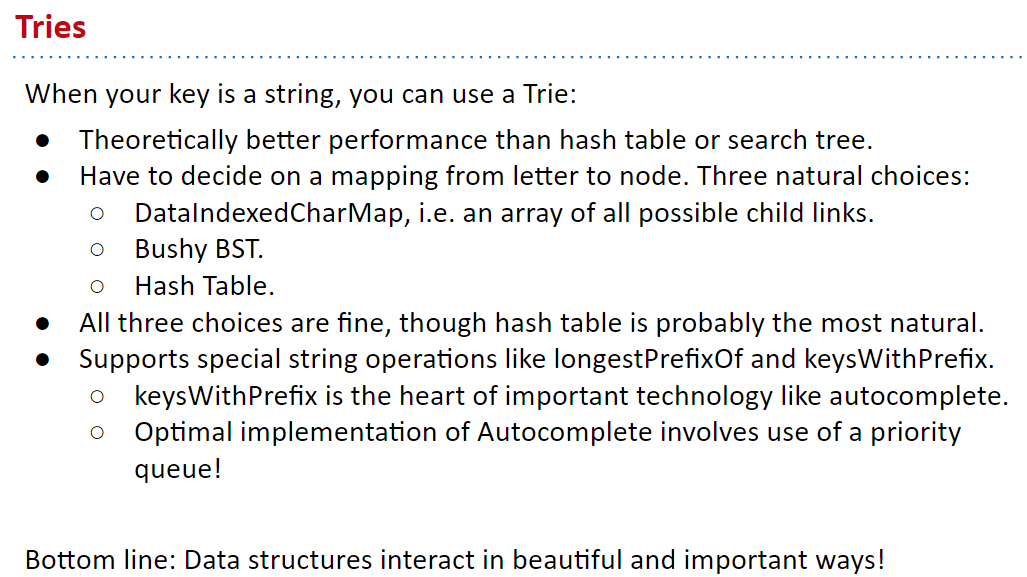 Tries
When your key is a string, you can use a Trie:
● Theoretically better performance than hash table or search tree.
● Have to decide on a mapping from letter to node. Three natural choices:
○ DataIndexedCharMap, i.e. an array of all possible child links.
○ Bushy BST.
○ Hash Table.
● All three choices are fine, though hash table is probably the most natural.
● Supports special string operations like longestPrefixOf and keysWithPrefix.
○ keysWithPrefix is the heart of important technology like autocomplete.
○ Optimal implementation of Autocomplete involves use of a priority
queue!
Bottom line: Data structures interact in beautiful and important ways!